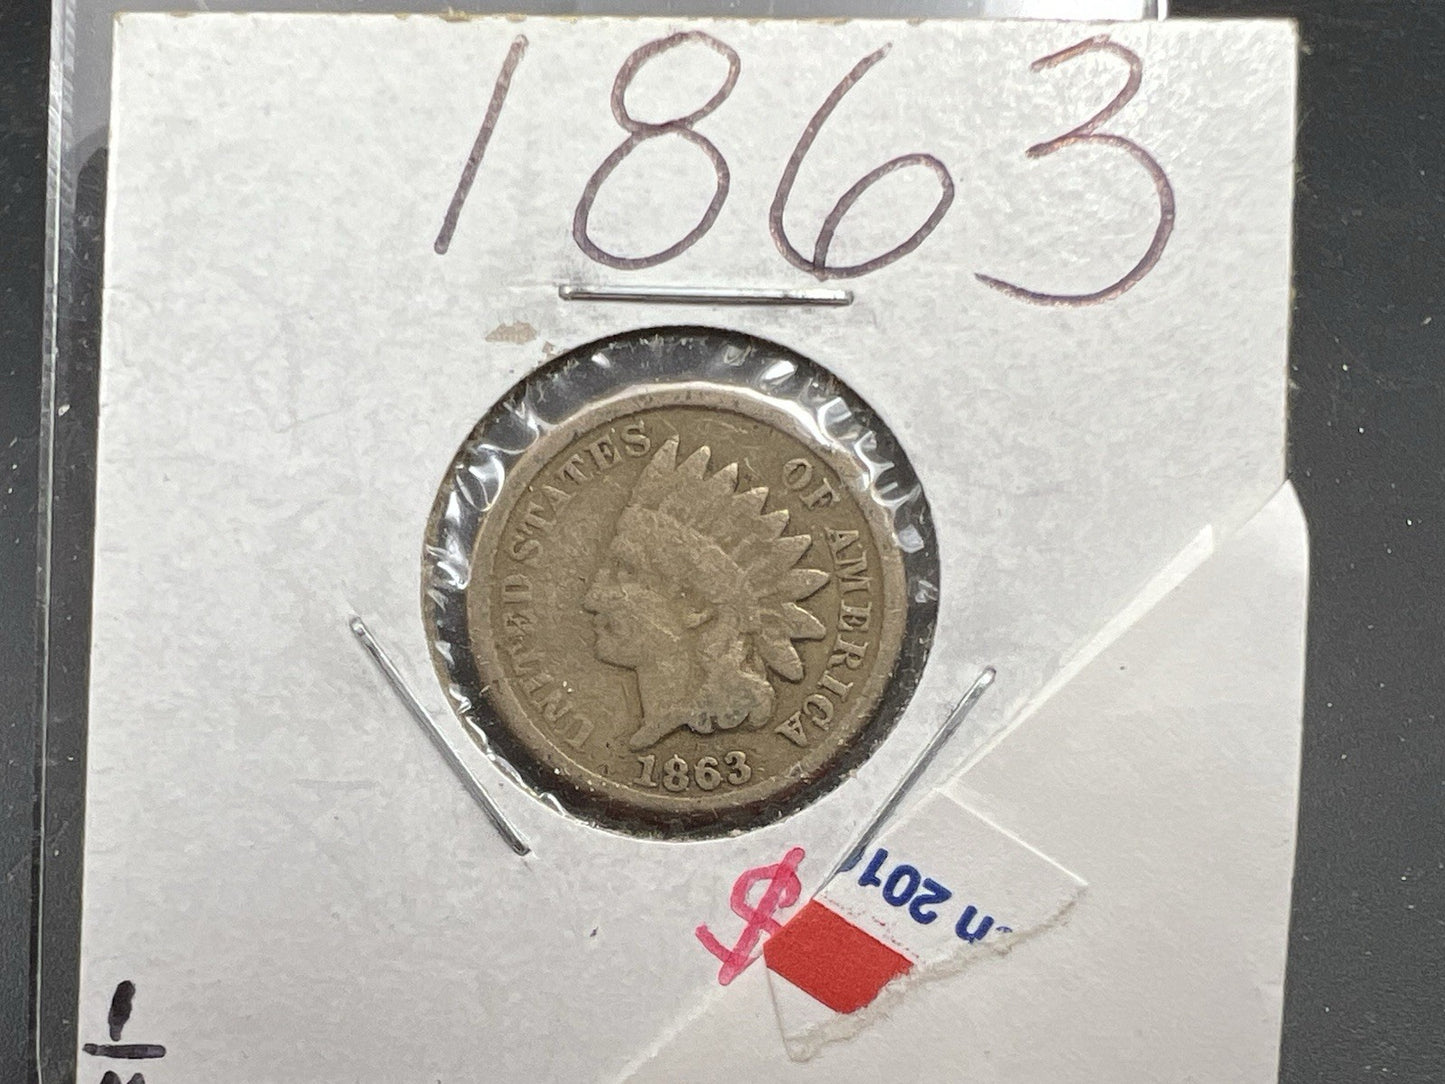 1863
UNITED STATES OF AMERICA
1863
$
201